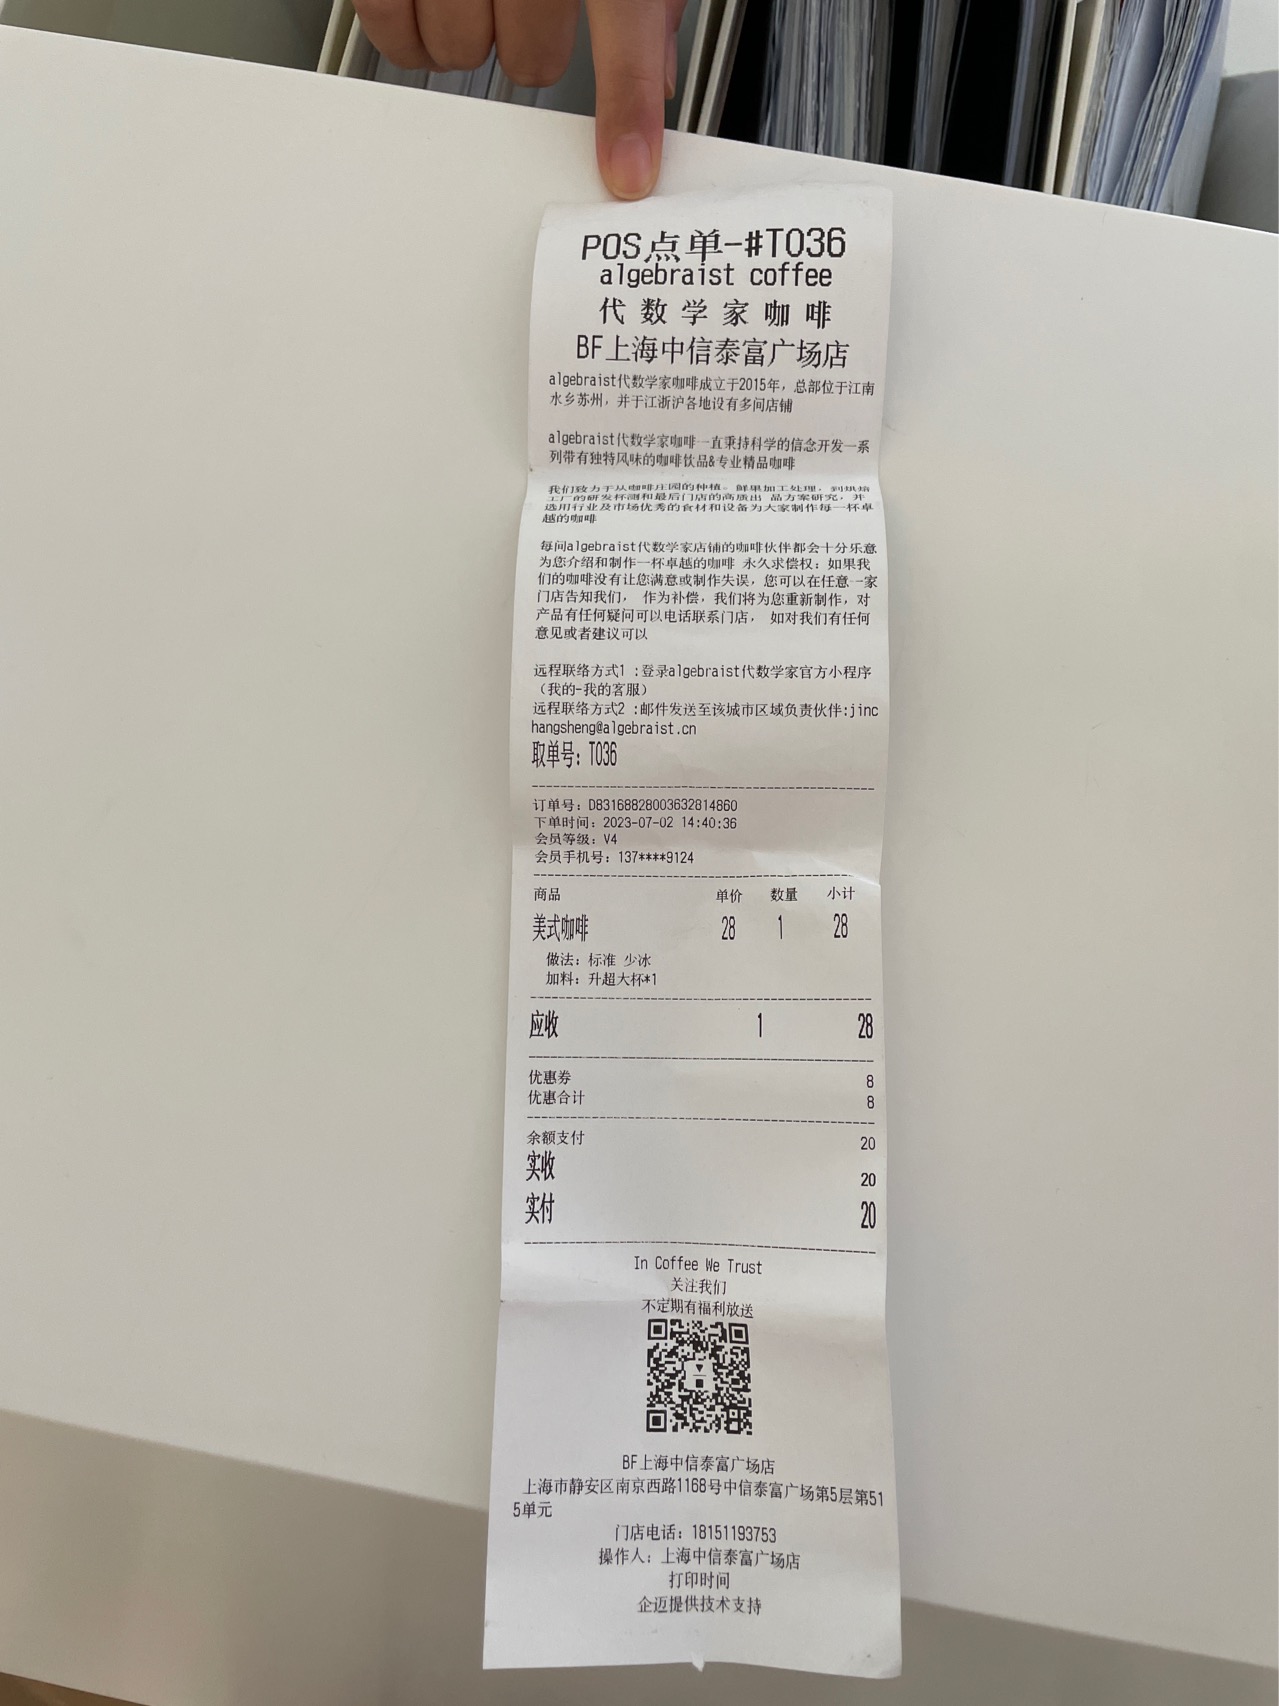 POS点单-#T036
algebraist coffee
代数学家咖啡
BF上海中信泰富广场店
algebraist代数学家咖啡成立于2015年，总部位于江南
水乡苏州，并于江浙沪各地设有多间店铺
algebraist代数学家咖啡一直秉持科学的信念开发一系
列带有独特风味的咖啡饮品&专业精品咖啡
我们致力于从咖啡庄园的种植。鲜果加工处理，到烘焙
工厂的研发杯测和最后门店的高质出 品方案研究，并
选用行业及市场优秀的食材和设备为大家制作每一杯卓
越的咖啡
每间algebraist代数学家店铺的咖啡伙伴都会十分乐意
为您介绍和制作一杯卓越的咖啡 永久求偿权：如果我
们的咖啡没有让您满意或制作失误，您可以在任意一家
门店告知我们， 作为补偿，我们将为您重新制作，对
产品有任何疑问可以电话联系门店， 如对我们有任何
意见或者建议可以
远程联络方式1 :登录algebraist代数学家官方小程序
（我的-我的客服）
远程联络方式2 :邮件发送至该城市区域负责伙伴:jinc
hangsheng@algebraist.cn
取单号：T036
订单号：D83168828003632814860
下单时间：2023-07-02 14:40:36
会员等级：V4
会员手机号：137****9124
商品 单价 数量 小计
美式咖啡 28 1 28
做法：标准 少冰
加料：升超大杯*1
应收 1 28
优惠券 8
优惠合计 8
余额支付 20
实收 20
实付 20
In Coffee We Trust
关注我们
不定期有福利放送
BF上海中信泰富广场店
上海市静安区南京西路1168号中信泰富广场第5层第51
5单元
门店电话：18151193753
操作人：上海中信泰富广场店
打印时间
企迈提供技术支持